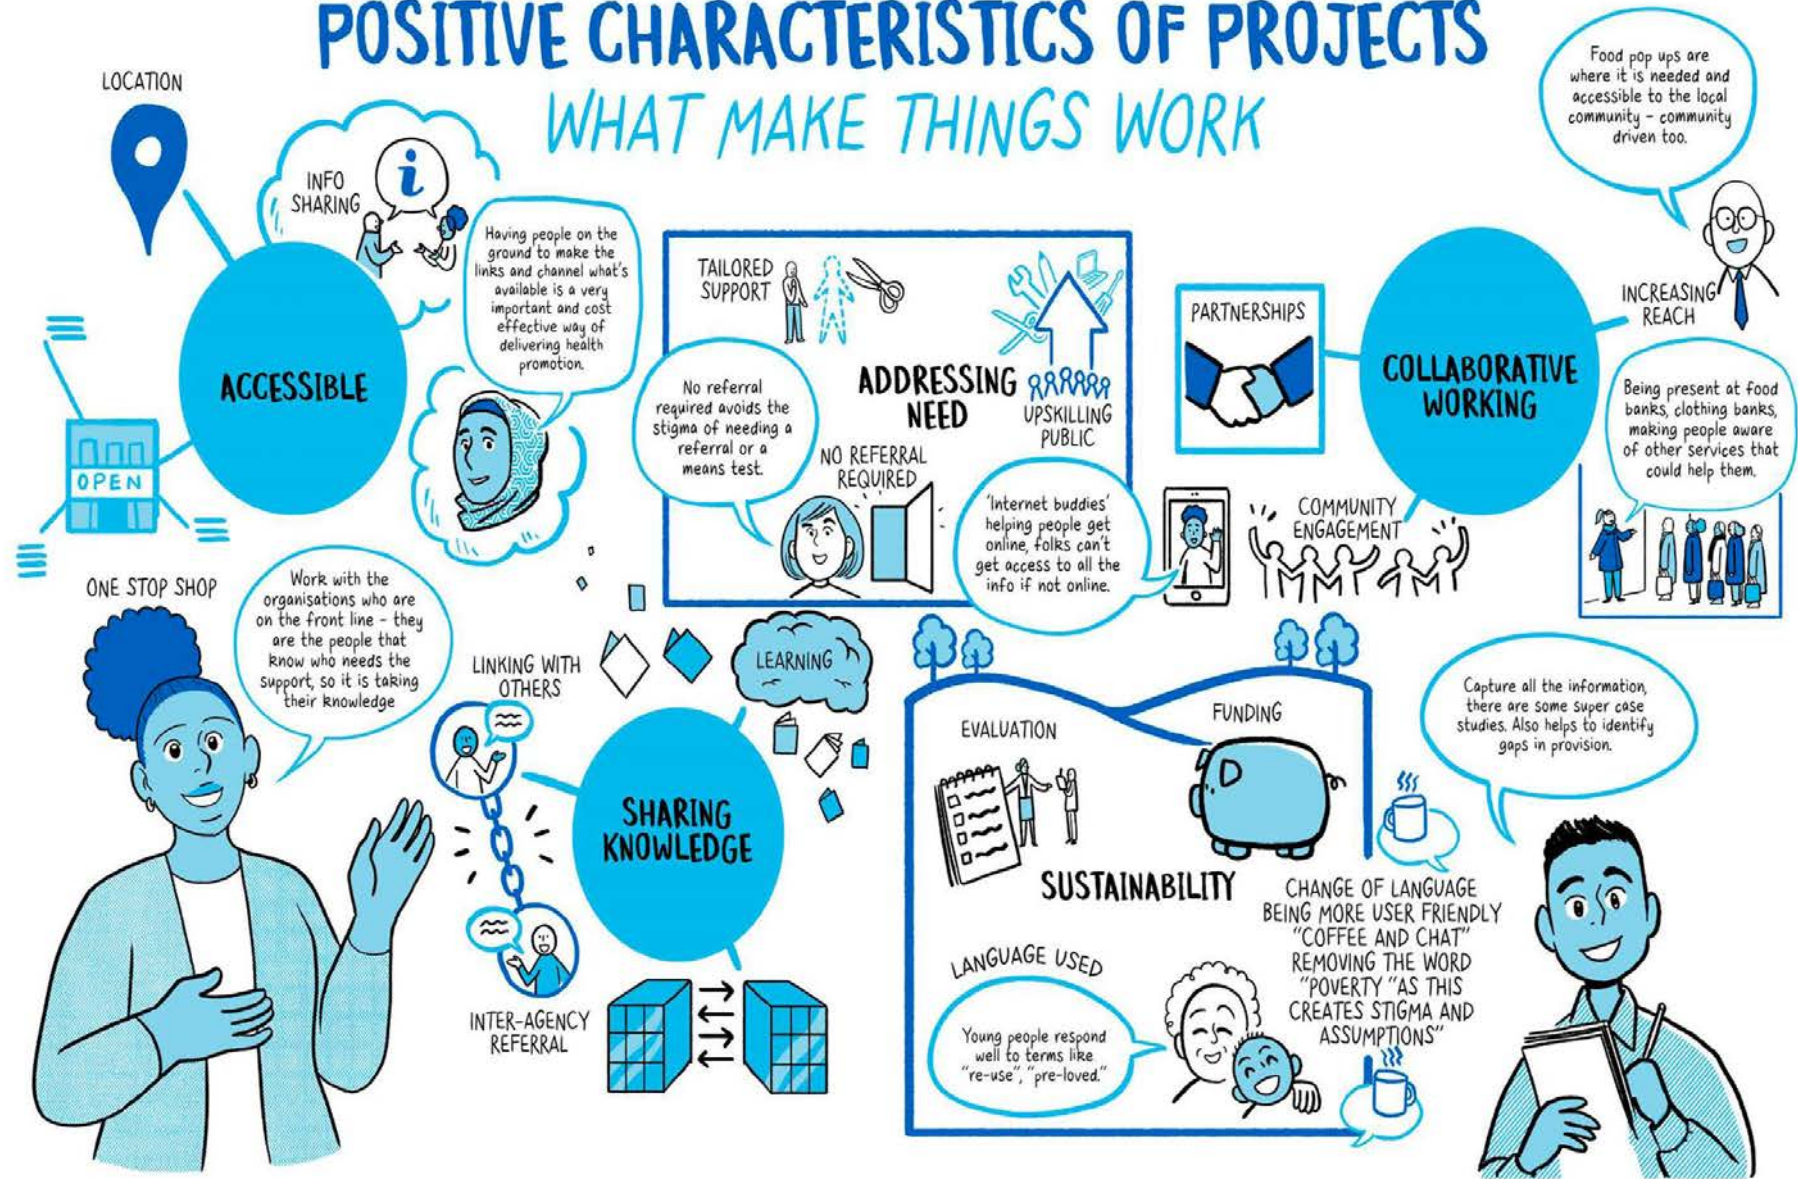 POSITIVE CHARACTERISTICS OF PROJECTS
WHAT MAKE THINGS WORK
LOCATION
INFO
SHARING
i
Having people on the
ground to make the
links and channel what's
available is a very
important and cost
effective way of
delivering health
promotion.
ACCESSIBLE
OPEN
ONE STOP SHOP
Work with the
organisations who are
on the front line - they
are the people that
know who needs the
support, so it is taking
their knowledge
TAILORED
SUPPORT
ADDRESSING
NEED
UPSKILLING
PUBLIC
No referral
required avoids the
stigma of needing a
referral or a
means test.
NO REFERRAL
REQUIRED
'Internet buddies'
helping people get
online, folks can't
get access to all the
info if not online.
PARTNERSHIPS
COLLABORATIVE
WORKING
COMMUNITY
ENGAGEMENT
Food pop ups are
where it is needed and
accessible to the local
community - community
driven too.
INCREASING
REACH
Being present at food
banks, clothing banks,
making people aware
of other services that
could help them.
LINKING WITH
OTHERS
LEARNING
SHARING
KNOWLEDGE
INTER-AGENCY
REFERRAL
EVALUATION
FUNDING
SUSTAINABILITY
LANGUAGE USED
Young people respond
well to terms like
"re-use", "pre-loved."
CHANGE OF LANGUAGE
BEING MORE USER FRIENDLY
"COFFEE AND CHAT"
REMOVING THE WORD
"POVERTY "AS THIS
CREATES STIGMA AND
ASSUMPTIONS"
Capture all the information,
there are some super case
studies. Also helps to identify
gaps in provision.